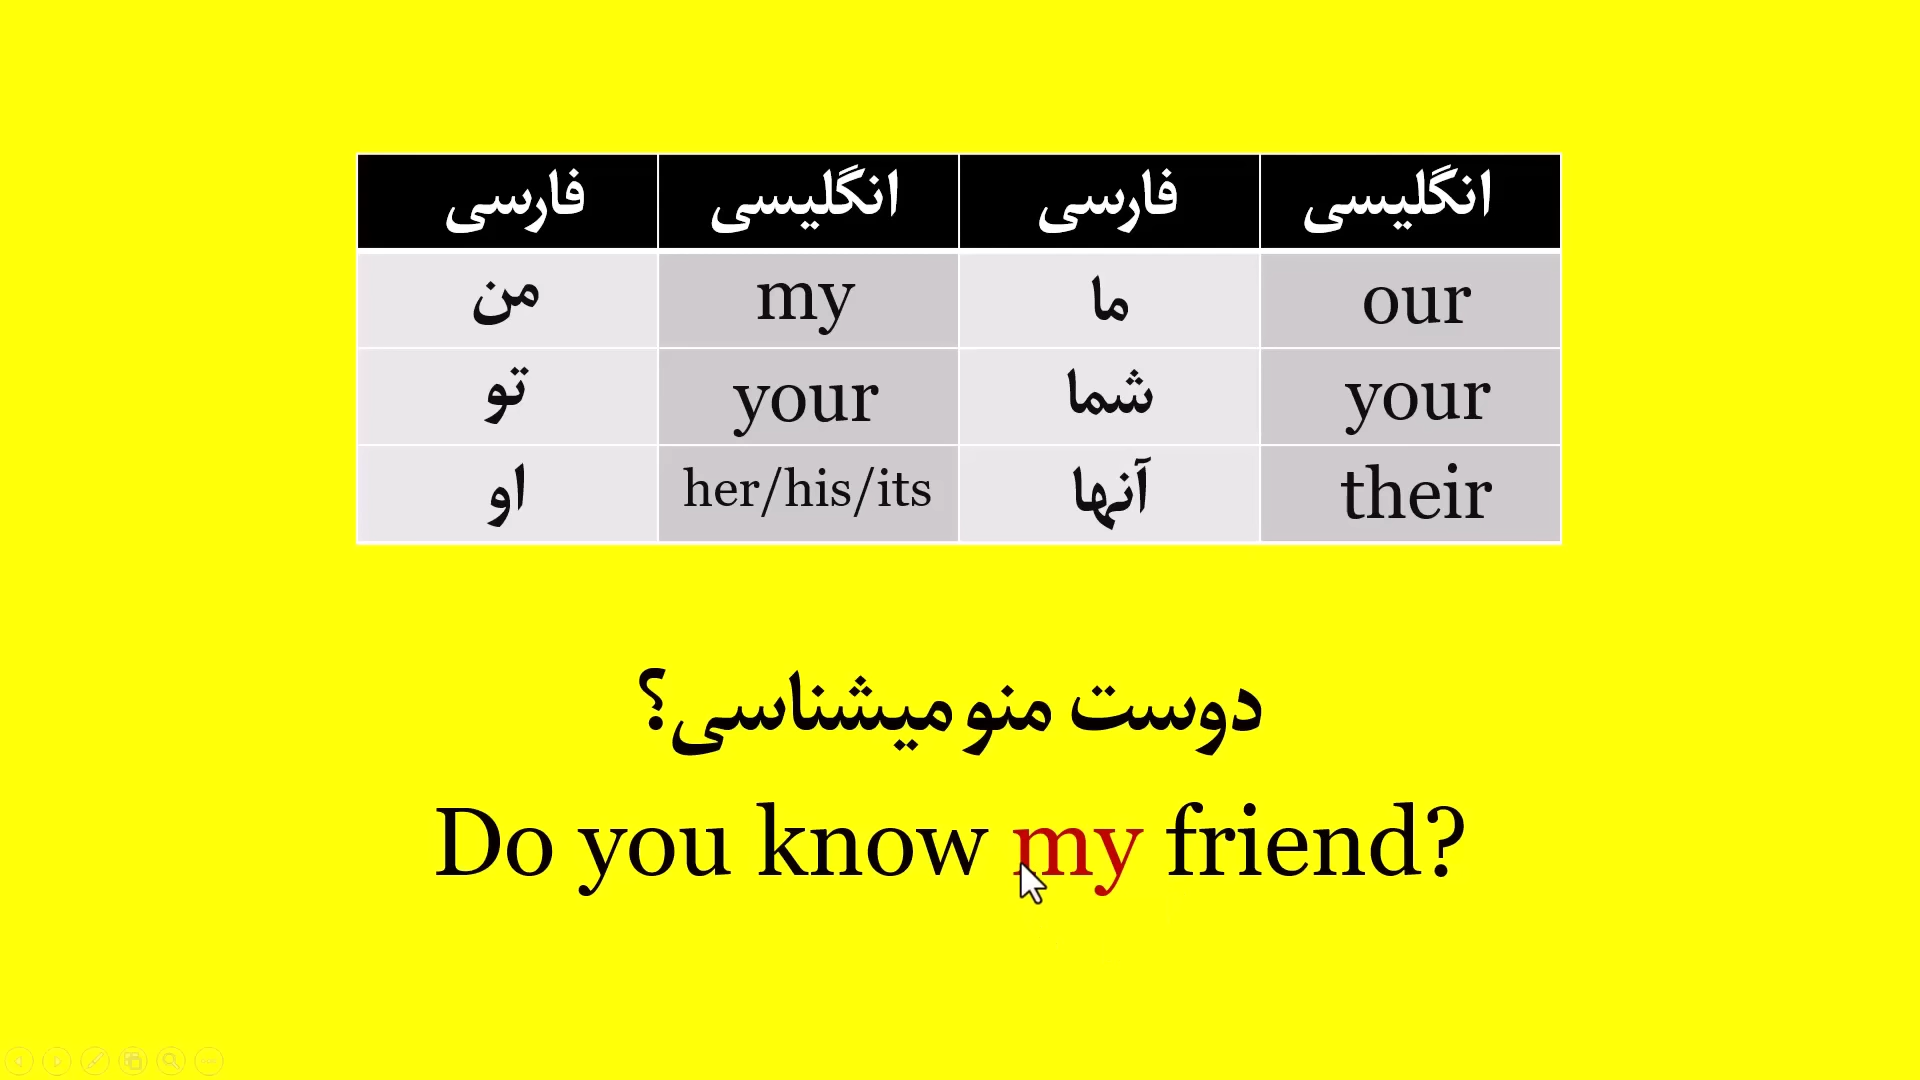 فارسی انگلیسی فارسی انگلیسی
من my ما our
تو your شما your
او her/his/its آنها their
دوست منو میشناسی؟
Do you know my friend?